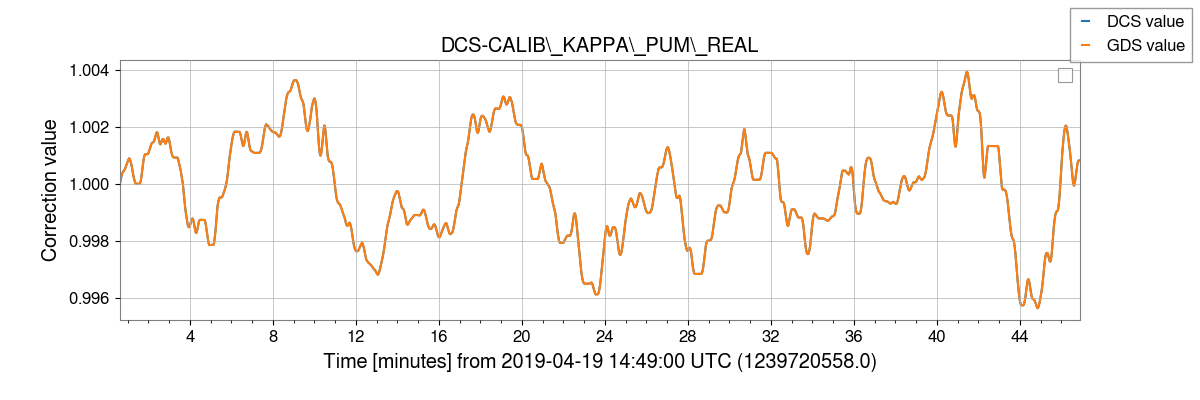 DCS value
GDS value
DCS-CALIB\_KAPPA\_PUM\_REAL
Correction value
1.004
1.002
1.000
0.998
0.996
4 8 12 16 20 24 28 32 36 40 44
Time [minutes] from 2019-04-19 14:49:00 UTC (1239720558.0)